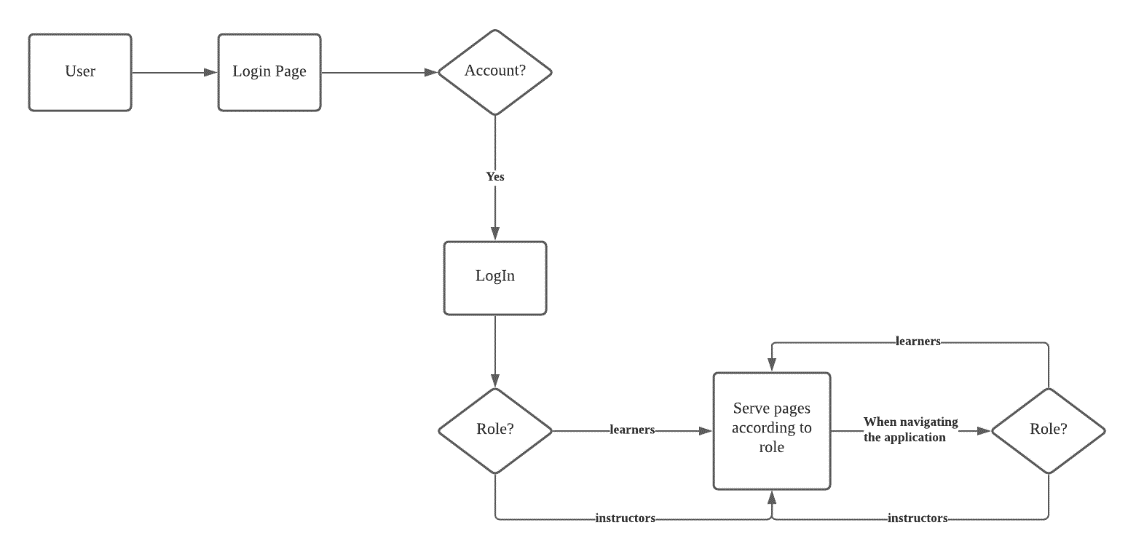 User
Login Page
Account?
Yes
LogIn
learners
Role?
learners
Serve pages
according to
role
When navigating
the application
Role?
instructors
instructors